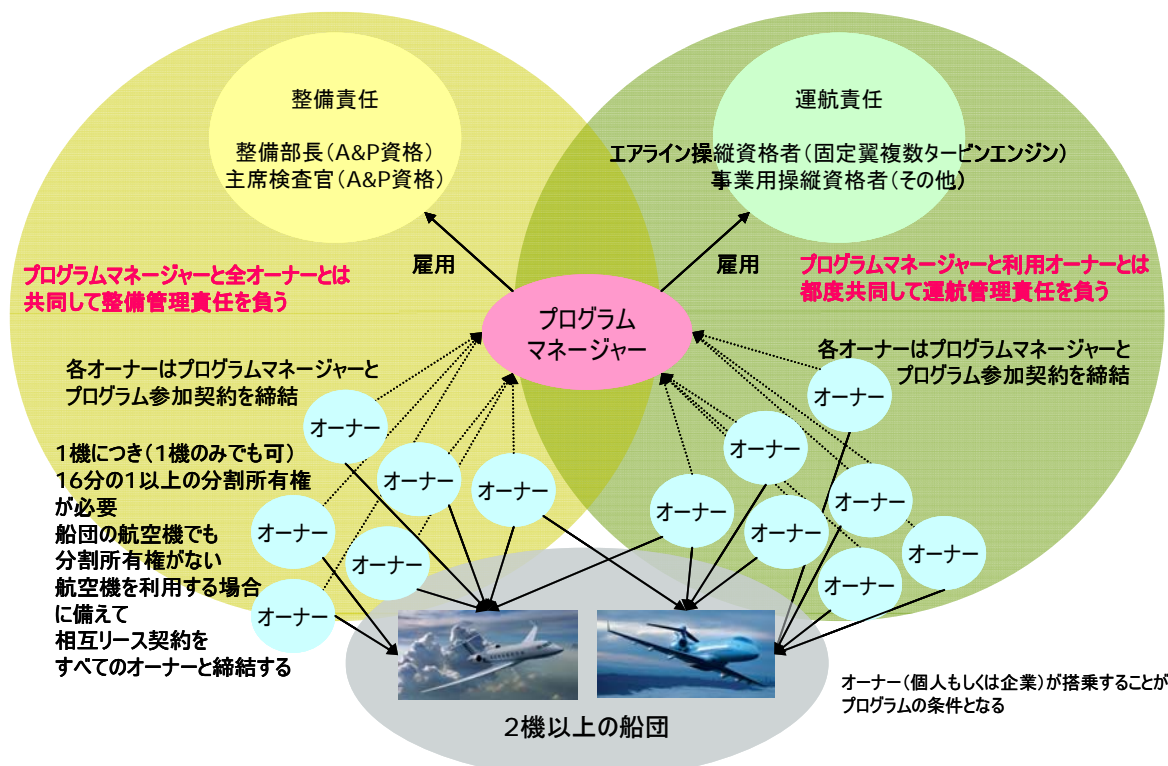 整備責任
整備部長(A&P資格)
主席検査官(A&P資格)
運航責任
エアライン操縦資格者(固定翼複数タービンエンジン)
事業用操縦資格者(その他)
雇用
雇用
プログラムマネージャーと全オーナーとは
共同して整備管理責任を負う
プログラムマネージャーと利用オーナーとは
都度共同して運航管理責任を負う
プログラム
マネージャー
各オーナーはプログラムマネージャーと
プログラム参加契約を締結
各オーナーはプログラムマネージャーと
プログラム参加契約を締結
オーナー
オーナー
オーナー
オーナー
オーナー
オーナー
オーナー
オーナー
オーナー
オーナー
オーナー
オーナー
オーナー
1機につき(1機のみでも可)
16分の1以上の分割所有権
が必要
船団の航空機でも
分割所有権がない
航空機を利用する場合
に備えて
相互リース契約を
すべてのオーナーと締結する
2機以上の船団
オーナー(個人もしくは企業)が搭乗することが
プログラムの条件となる